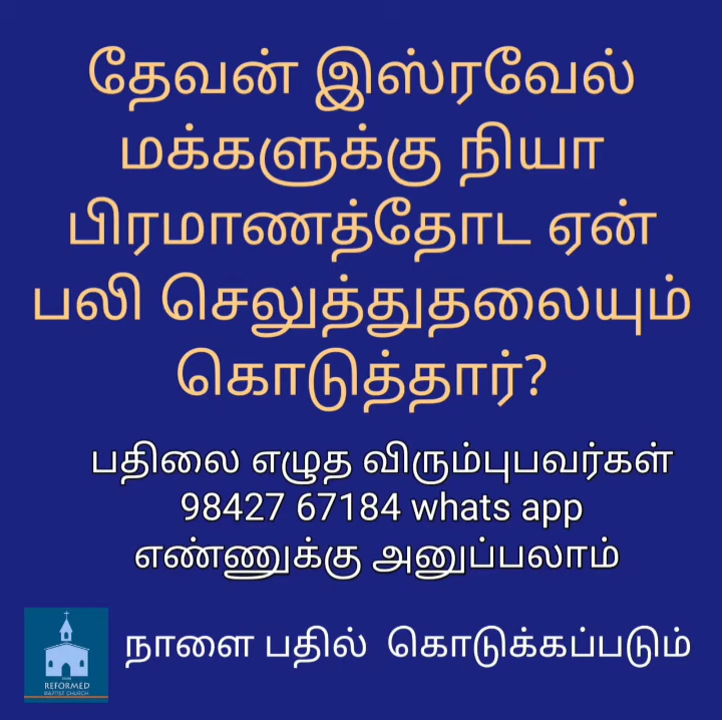 தேவன் இஸ்ரவேல்
மக்களுக்கு நியா
பிரமாணத்தோட ஏன்
பலி செலுத்துதலையும்
கொடுத்தார்?
பதிலை எழுத விரும்புபவர்கள்
98427 67184 whats app
எண்ணுக்கு அனுப்பலாம்
நாளை பதில் கொடுக்கப்படும்
REFORMED
BAPTIST CHURCH